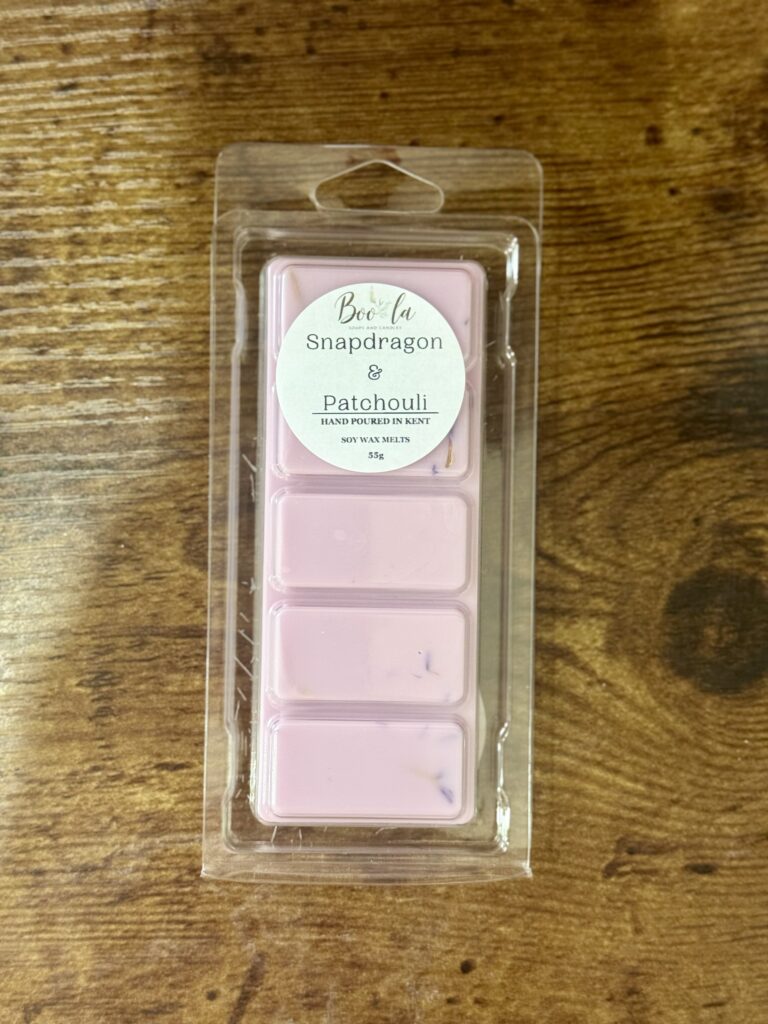 Boo la
SOAPS AND CANDLES
Snapdragon
&
Patchouli
HAND POURED IN KENT
SOY WAX MELTS
55g